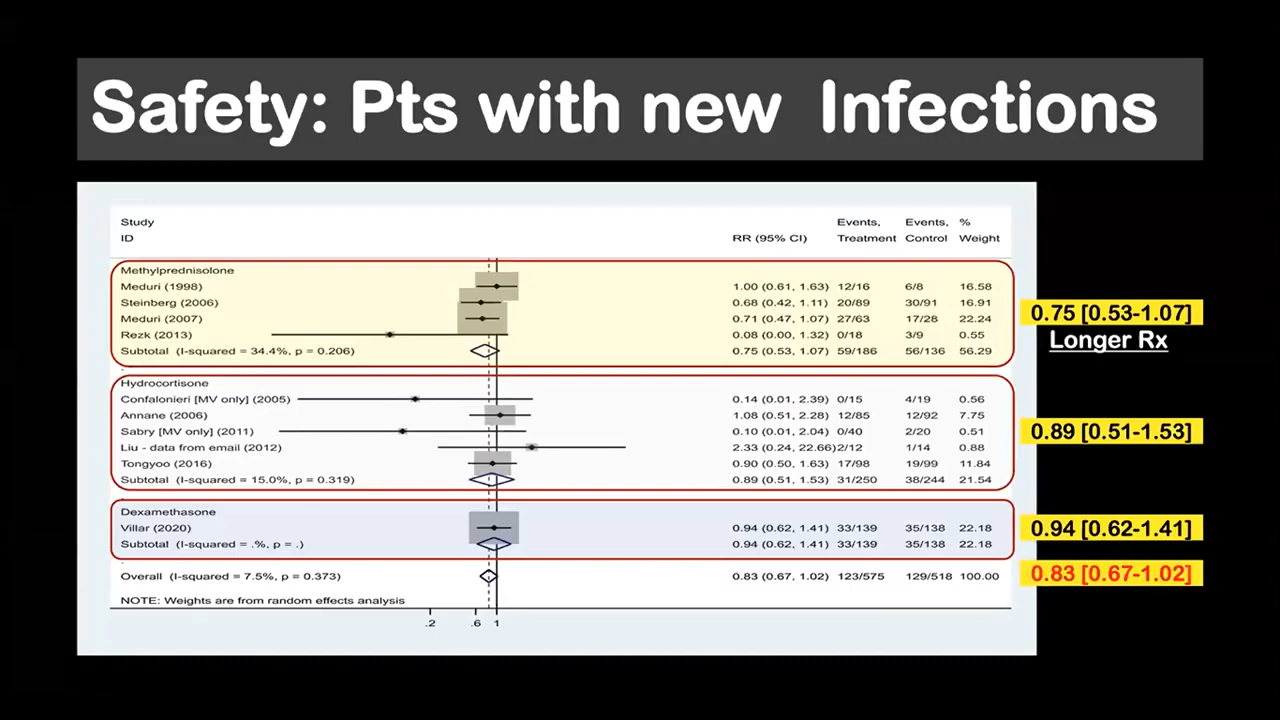 Safety: Pts with new Infections
Study Events, Events, %
ID RR (95% CI) Treatment Control Weight
Methylprednisolone
Meduri (1998) 1.00 (0.61, 1.63) 12/16 6/8 16.58
Steinberg (2006) 0.68 (0.42, 1.11) 20/89 30/91 16.91
Meduri (2007) 0.71 (0.47, 1.07) 27/63 17/28 22.24
Rezk (2013) 0.08 (0.00, 1.32) 0/18 3/9 0.55
Subtotal (I-squared = 34.4%, p = 0.206) 0.75 (0.53, 1.07) 59/186 56/136 56.29
0.75 [0.53-1.07]
Longer Rx
.
Hydrocortisone
Confalonieri [MV only] (2005) 0.14 (0.01, 2.39) 0/15 4/19 0.56
Annane (2006) 1.08 (0.51, 2.28) 12/85 12/92 7.75
Sabry [MV only] (2011) 0.10 (0.01, 2.04) 0/40 2/20 0.51
Liu - data from email (2012) 2.33 (0.24, 22.66) 2/12 1/14 0.88
Tongyoo (2016) 0.90 (0.50, 1.63) 17/98 19/99 11.84
Subtotal (I-squared = 15.0%, p = 0.319) 0.89 (0.51, 1.53) 31/250 38/244 21.54
0.89 [0.51-1.53]
.
Dexamethasone
Villar (2020) 0.94 (0.62, 1.41) 33/139 35/138 22.18
Subtotal (I-squared = .%, p = .) 0.94 (0.62, 1.41) 33/139 35/138 22.18
0.94 [0.62-1.41]
.
Overall (I-squared = 7.5%, p = 0.373) 0.83 (0.67, 1.02) 123/575 129/518 100.00
0.83 [0.67-1.02]
NOTE: Weights are from random effects analysis
.2 .6 1